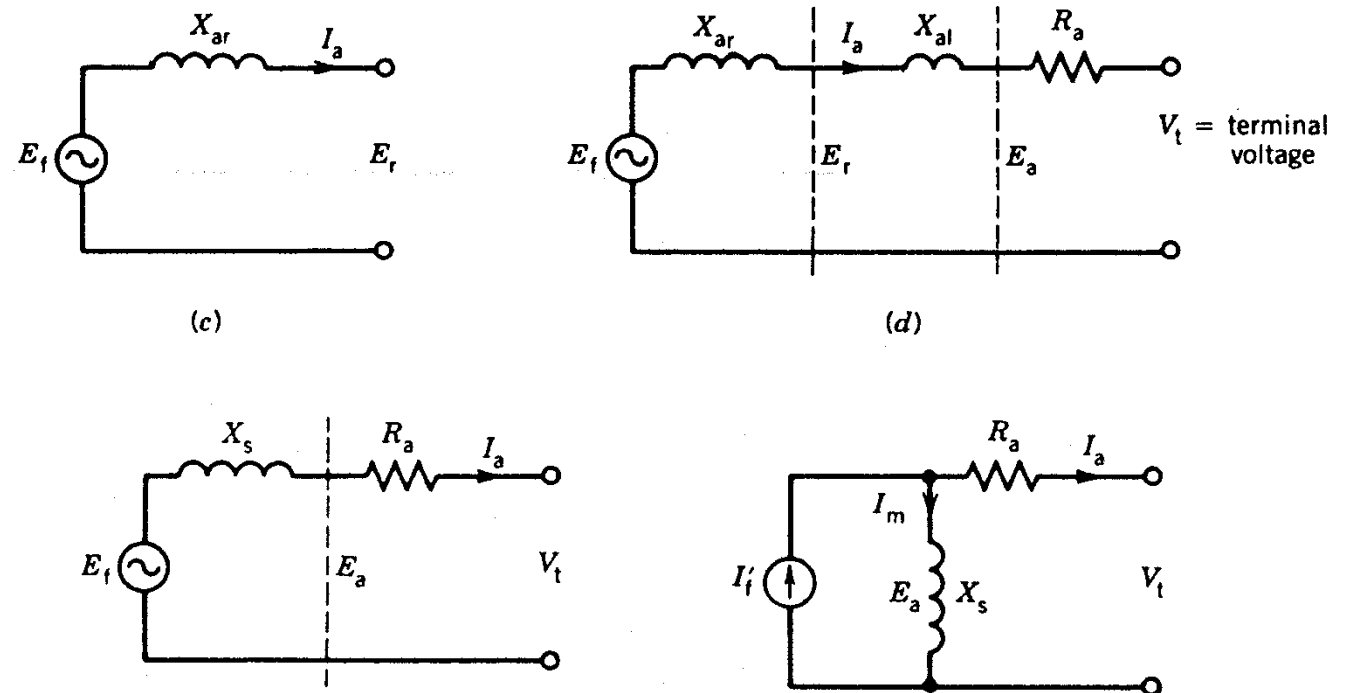 X_ar
I_a
E_f
E_r
(c)
X_ar
I_a
X_al
R_a
E_f
E_r
E_a
V_t = terminal
voltage
(d)
X_s
R_a
I_a
E_f
E_a
V_t
R_a
I_a
I_m
I'_f
E_a
X_s
V_t